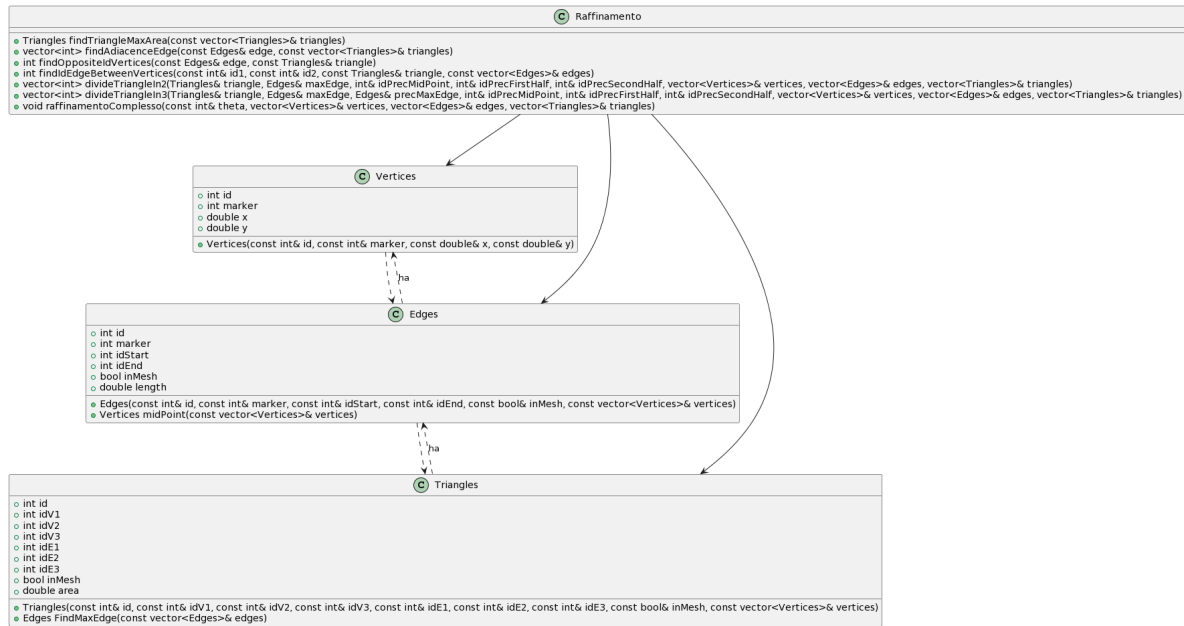 C Raffinamento
Triangles findTriangleMaxArea(const vector<Triangles>& triangles)
vector<int> findAdiacenceEdge(const Edges& edge, const vector<Triangles>& triangles)
int findOppositeIdVertices(const Edges& edge, const Triangles& triangle)
int findIdEdgeBetweenVertices(const int& id1, const int& id2, const Triangles& triangle, const vector<Edges>& edges)
vector<int> divideTriangleIn2(Triangles& triangle, Edges& maxEdge, int& idPrecMidPoint, int& idPrecFirstHalf, int& idPrecSecondHalf, vector<Vertices>& vertices, vector<Edges>& edges, vector<Triangles>& triangles)
vector<int> divideTriangleIn3(Triangles& triangle, Edges& maxEdge, Edges& precMaxEdge, int& idPrecMidPoint, int& idPrecFirstHalf, int& idPrecSecondHalf, vector<Vertices>& vertices, vector<Edges>& edges, vector<Triangles>& triangles)
void raffinamentoComplesso(const int& theta, vector<Vertices>& vertices, vector<Edges>& edges, vector<Triangles>& triangles)
C Vertices
int id
int marker
double x
double y
Vertices(const int& id, const int& marker, const double& x, const double& y)
ha
C Edges
int id
int marker
int idStart
int idEnd
bool inMesh
double length
Edges(const int& id, const int& marker, const int& idStart, const int& idEnd, const bool& inMesh, const vector<Vertices>& vertices)
Vertices midPoint(const vector<Vertices>& vertices)
ha
C Triangles
int id
int idV1
int idV2
int idV3
int idE1
int idE2
int idE3
bool inMesh
double area
Triangles(const int& id, const int& idV1, const int& idV2, const int& idV3, const int& idE1, const int& idE2, const int& idE3, const bool& inMesh, const vector<Vertices>& vertices)
Edges FindMaxEdge(const vector<Edges>& edges)